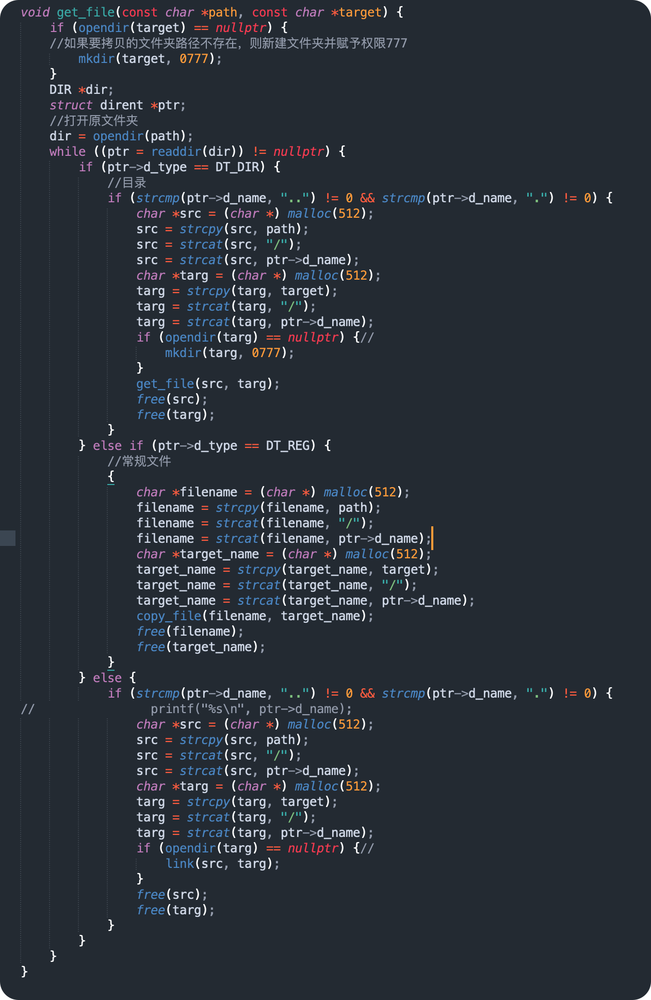 void get_file(const char *path, const char *target) {
    if (opendir(target) == nullptr) {
    //如果要拷贝的文件夹路径不存在，则新建文件夹并赋予权限777
        mkdir(target, 0777);
    }
    DIR *dir;
    struct dirent *ptr;
    //打开原文件夹
    dir = opendir(path);
    while ((ptr = readdir(dir)) != nullptr) {
        if (ptr->d_type == DT_DIR) {
            //目录
            if (strcmp(ptr->d_name, "..") != 0 && strcmp(ptr->d_name, ".") != 0) {
                char *src = (char *) malloc(512);
                src = strcpy(src, path);
                src = strcat(src, "/");
                src = strcat(src, ptr->d_name);
                char *targ = (char *) malloc(512);
                targ = strcpy(targ, target);
                targ = strcat(targ, "/");
                targ = strcat(targ, ptr->d_name);
                if (opendir(targ) == nullptr) {//
                    mkdir(targ, 0777);
                }
                get_file(src, targ);
                free(src);
                free(targ);
            }
        } else if (ptr->d_type == DT_REG) {
            //常规文件
            {
                char *filename = (char *) malloc(512);
                filename = strcpy(filename, path);
                filename = strcat(filename, "/");
                filename = strcat(filename, ptr->d_name);
                char *target_name = (char *) malloc(512);
                target_name = strcpy(target_name, target);
                target_name = strcat(target_name, "/");
                target_name = strcat(target_name, ptr->d_name);
                copy_file(filename, target_name);
                free(filename);
                free(target_name);
            }
        } else {
            if (strcmp(ptr->d_name, "..") != 0 && strcmp(ptr->d_name, ".") != 0) {
//                printf("%s\n", ptr->d_name);
                char *src = (char *) malloc(512);
                src = strcpy(src, path);
                src = strcat(src, "/");
                src = strcat(src, ptr->d_name);
                char *targ = (char *) malloc(512);
                targ = strcpy(targ, target);
                targ = strcat(targ, "/");
                targ = strcat(targ, ptr->d_name);
                if (opendir(targ) == nullptr) {//
                    link(src, targ);
                }
                free(src);
                free(targ);
            }
        }
    }
}